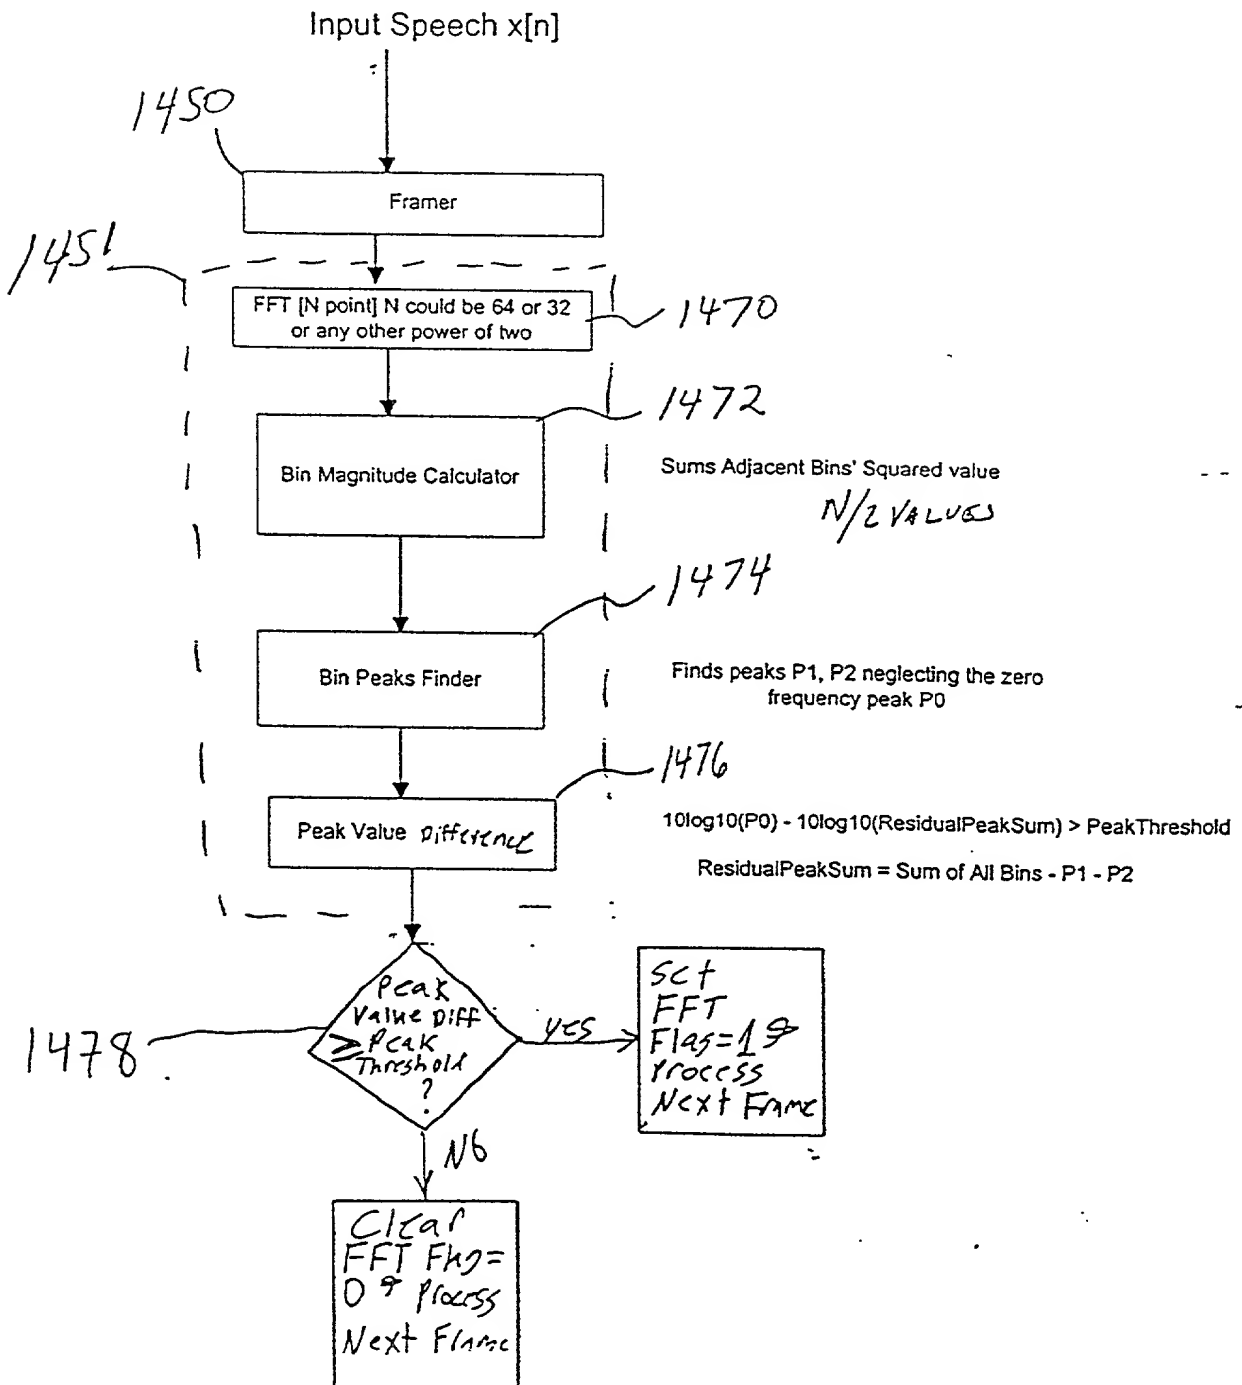 Input Speech x[n]
1450
Framer
1451
FFT [N point] N could be 64 or 32
or any other power of two
1470
1472
Bin Magnitude Calculator
Sums Adjacent Bins' Squared value
N/2 VALUES
1474
Bin Peaks Finder
Finds peaks P1, P2 neglecting the zero
frequency peak P0
1476
Peak Value Difference
10log10(P0) - 10log10(ResidualPeakSum) > PeakThreshold
ResidualPeakSum = Sum of All Bins - P1 - P2
1478
Peak
Value Diff
≥ Peak
Threshold
?
YES
Set
FFT
Flag=1 &
Process
Next Frame
NO
Clear
FFT Flag=
0 & Process
Next Frame